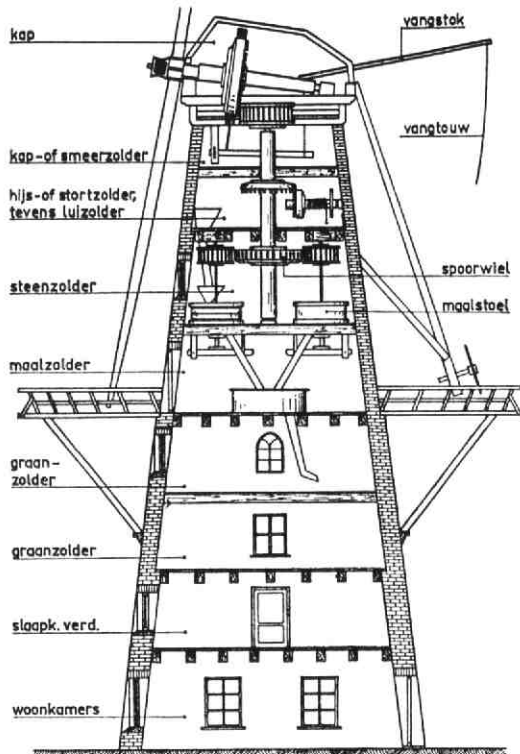 kap
vangstok
vangtouw
kap-of smeerzolder
hijs-of stortzolder,
tevens luizolder
spoorwiel
steenzolder
maalstoel
maalzolder
graan-
zolder
graanzolder
slaapk. verd.
woonkamers